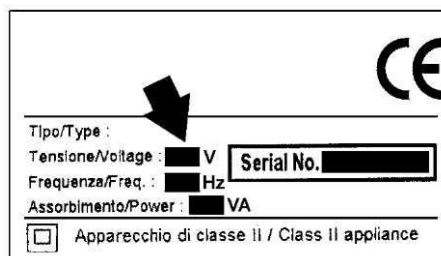 CE
Tipo/Type :
Tensione/Voltage : V
Serial No.
Frequenza/Freq. : Hz
Assorbimento/Power : VA
Apparecchio di classe II / Class II appliance